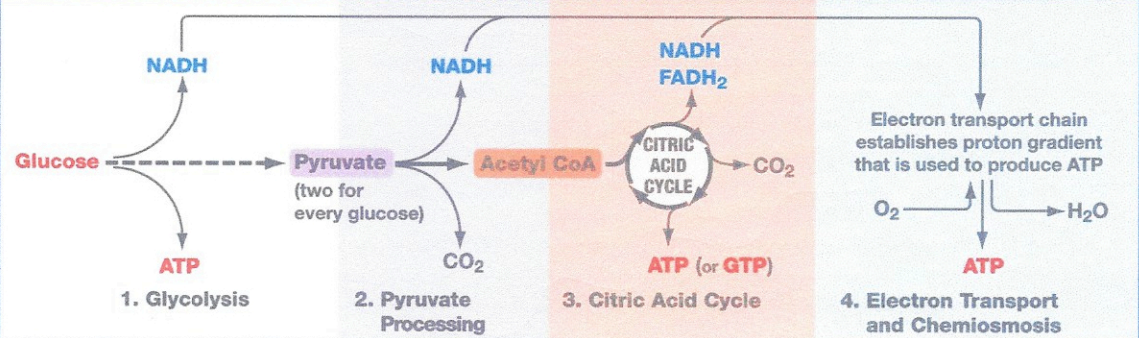 NADH
NADH
NADH
FADH₂
Glucose
Pyruvate
(two for
every glucose)
Acetyl CoA
CITRIC
ACID
CYCLE
CO₂
Electron transport chain
establishes proton gradient
that is used to produce ATP
O₂
H₂O
ATP
CO₂
ATP (or GTP)
ATP
1. Glycolysis
2. Pyruvate
Processing
3. Citric Acid Cycle
4. Electron Transport
and Chemiosmosis